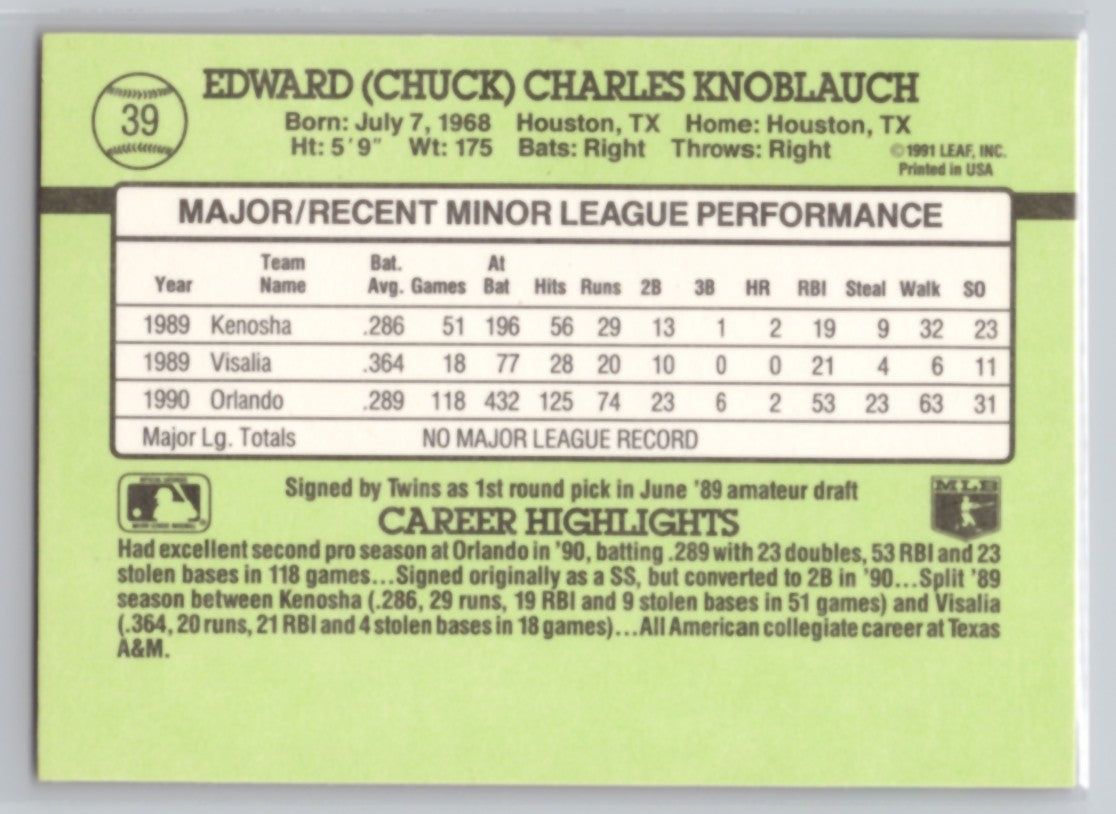 39
EDWARD (CHUCK) CHARLES KNOBLAUCH
Born: July 7, 1968 Houston, TX Home: Houston, TX
Ht: 5' 9" Wt: 175 Bats: Right Throws: Right
©1991 LEAF, INC.
Printed in USA
MAJOR/RECENT MINOR LEAGUE PERFORMANCE
Year Team Name Bat. Avg. Games At Bat Hits Runs 2B 3B HR RBI Steal Walk SO
1989 Kenosha .286 51 196 56 29 13 1 2 19 9 32 23
1989 Visalia .364 18 77 28 20 10 0 0 21 4 6 11
1990 Orlando .289 118 432 125 74 23 6 2 53 23 63 31
Major Lg. Totals NO MAJOR LEAGUE RECORD
Signed by Twins as 1st round pick in June '89 amateur draft
MLB
CAREER HIGHLIGHTS
Had excellent second pro season at Orlando in '90, batting .289 with 23 doubles, 53 RBI and 23
stolen bases in 118 games...Signed originally as a SS, but converted to 2B in '90...Split '89
season between Kenosha (.286, 29 runs, 19 RBI and 9 stolen bases in 51 games) and Visalia
(.364, 20 runs, 21 RBI and 4 stolen bases in 18 games)...All American collegiate career at Texas
A&M.